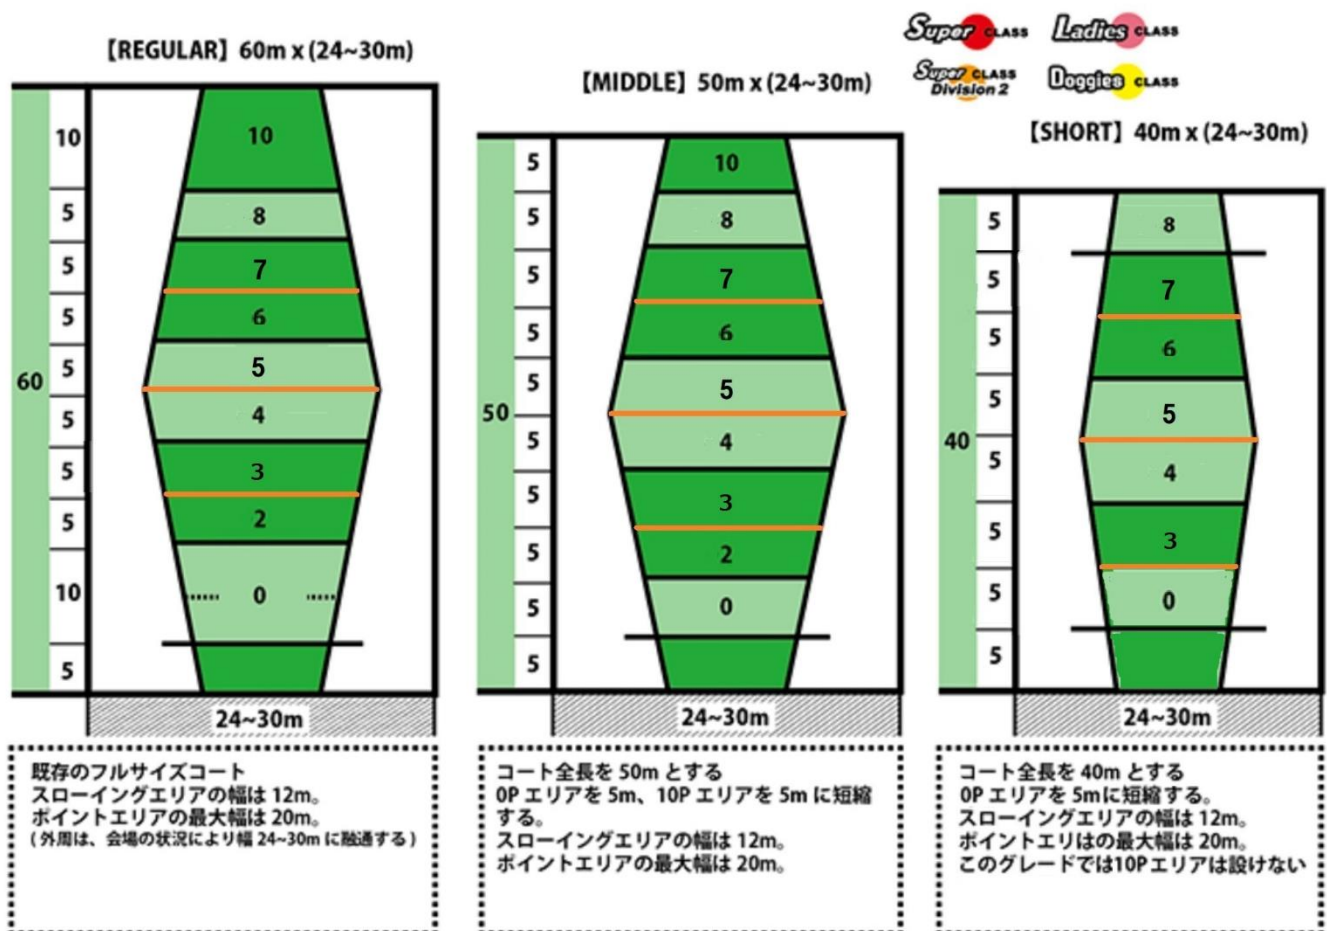 Super CLASS
Ladies CLASS
Super CLASS
Division 2
Doggies CLASS
【REGULAR】60m x (24~30m)
10
5
5
5
5
5
5
5
10
5
60
10
8
7
6
5
4
3
2
0
24~30m
既存のフルサイズコート
スローイングエリアの幅は 12m。
ポイントエリアの最大幅は 20m。
( 外周は、会場の状況により幅 24~30m に融通する )
【MIDDLE】50m x (24~30m)
5
5
5
5
5
5
5
5
5
5
50
10
8
7
6
5
4
3
2
0
24~30m
コート全長を 50m とする
0P エリアを 5m、10P エリアを 5m に短縮
する。
スローイングエリアの幅は 12m。
ポイントエリアの最大幅は 20m。
【SHORT】40m x (24~30m)
5
5
5
5
5
5
5
5
40
8
7
6
5
4
3
0
24~30m
コート全長を 40m とする
0P エリアを 5mに短縮する。
スローイングエリアの幅は 12m。
ポイントエリはの最大幅は 20m。
このグレードでは10Pエリアは設けない